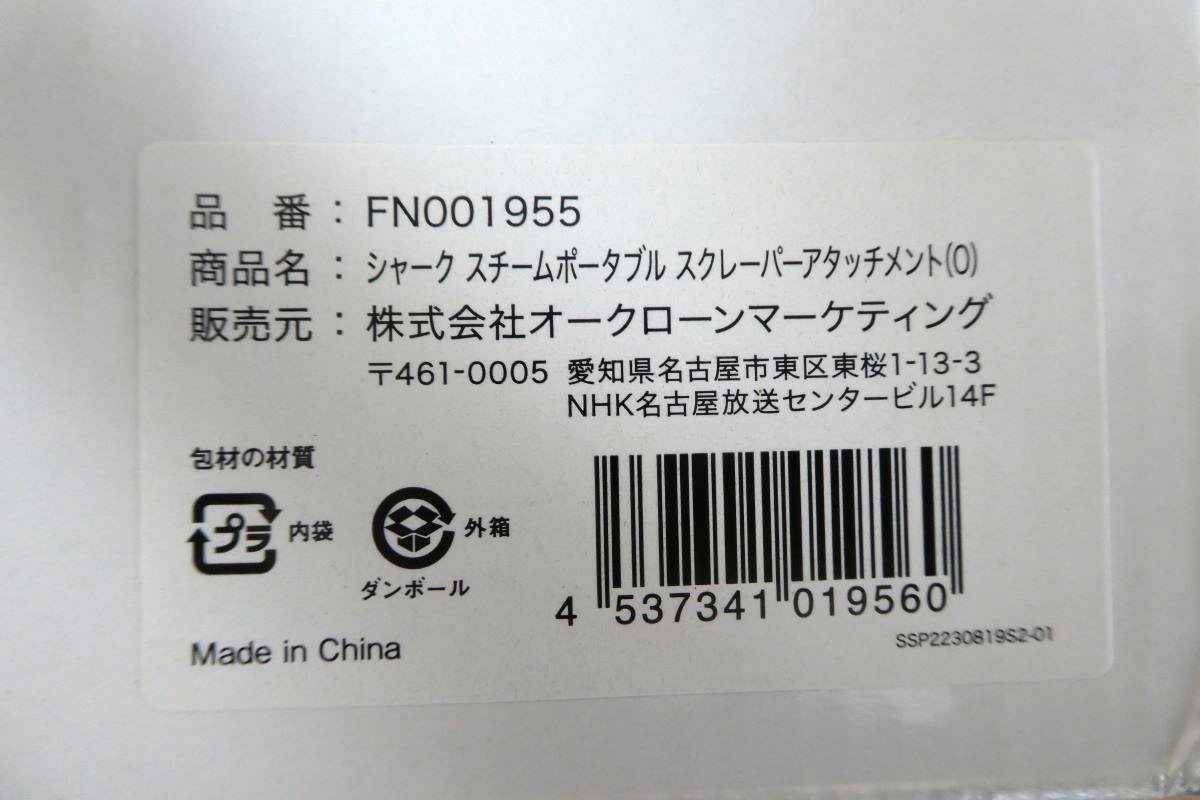 品 番 : FN001955
商品名 : シャーク スチームポータブル スクレーパーアタッチメント(O)
販売元 : 株式会社オークローンマーケティング
〒461-0005 愛知県名古屋市東区東桜1-13-3
NHK名古屋放送センタービル14F
包材の材質
プラ 内袋
外箱
ダンボール
4 537341 019560
SSP2230819S2-01
Made in China